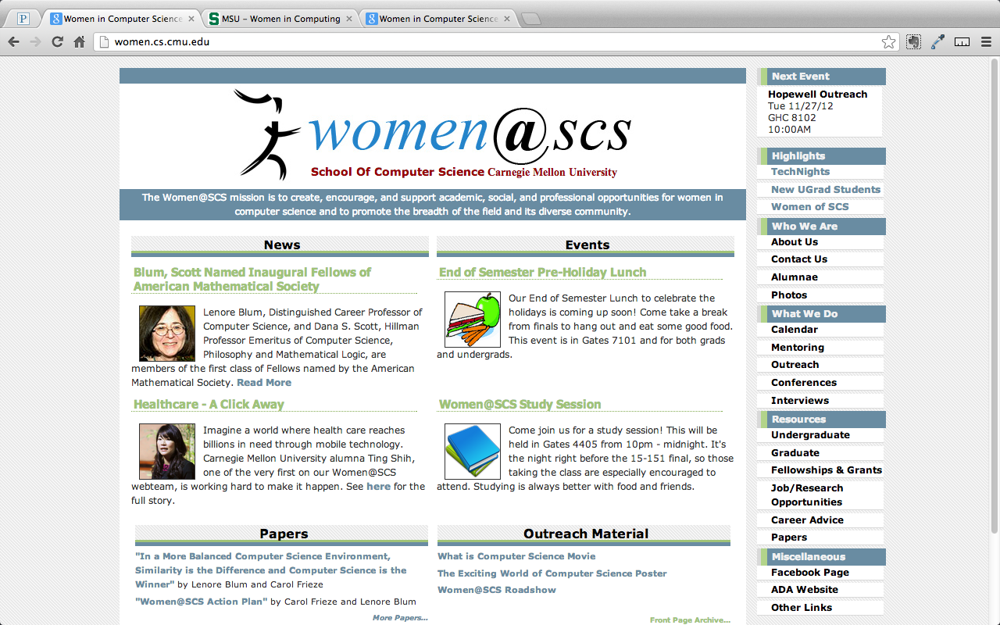 Women in Computer Science
MSU – Women in Computing
Women in Computer Science
women.cs.cmu.edu
women@scs
School Of Computer Science Carnegie Mellon University
The Women@SCS mission is to create, encourage, and support academic, social, and professional opportunities for women in
computer science and to promote the breadth of the field and its diverse community.
News
Blum, Scott Named Inaugural Fellows of
American Mathematical Society
Lenore Blum, Distinguished Career Professor of
Computer Science, and Dana S. Scott, Hillman
Professor Emeritus of Computer Science,
Philosophy and Mathematical Logic, are
members of the first class of Fellows named by the American
Mathematical Society. Read More
Healthcare - A Click Away
Imagine a world where health care reaches
billions in need through mobile technology.
Carnegie Mellon University alumna Ting Shih,
one of the very first on our Women@SCS
webteam, is working hard to make it happen. See here for the
full story.
Events
End of Semester Pre-Holiday Lunch
Our End of Semester Lunch to celebrate the
holidays is coming up soon! Come take a break
from finals to hang out and eat some good food.
This event is in Gates 7101 and for both grads
and undergrads.
Women@SCS Study Session
Come join us for a study session! This will be
held in Gates 4405 from 10pm - midnight. It's
the night right before the 15-151 final, so those
taking the class are especially encouraged to
attend. Studying is always better with food and friends.
Papers
"In a More Balanced Computer Science Environment,
Similarity is the Difference and Computer Science is the
Winner" by Lenore Blum and Carol Frieze
"Women@SCS Action Plan" by Carol Frieze and Lenore Blum
More Papers...
Outreach Material
What is Computer Science Movie
The Exciting World of Computer Science Poster
Women@SCS Roadshow
Front Page Archive...
Next Event
Hopewell Outreach
Tue 11/27/12
GHC 8102
10:00AM
Highlights
TechNights
New UGrad Students
Women of SCS
Who We Are
About Us
Contact Us
Alumnae
Photos
What We Do
Calendar
Mentoring
Outreach
Conferences
Interviews
Resources
Undergraduate
Graduate
Fellowships & Grants
Job/Research
Opportunities
Career Advice
Papers
Miscellaneous
Facebook Page
ADA Website
Other Links